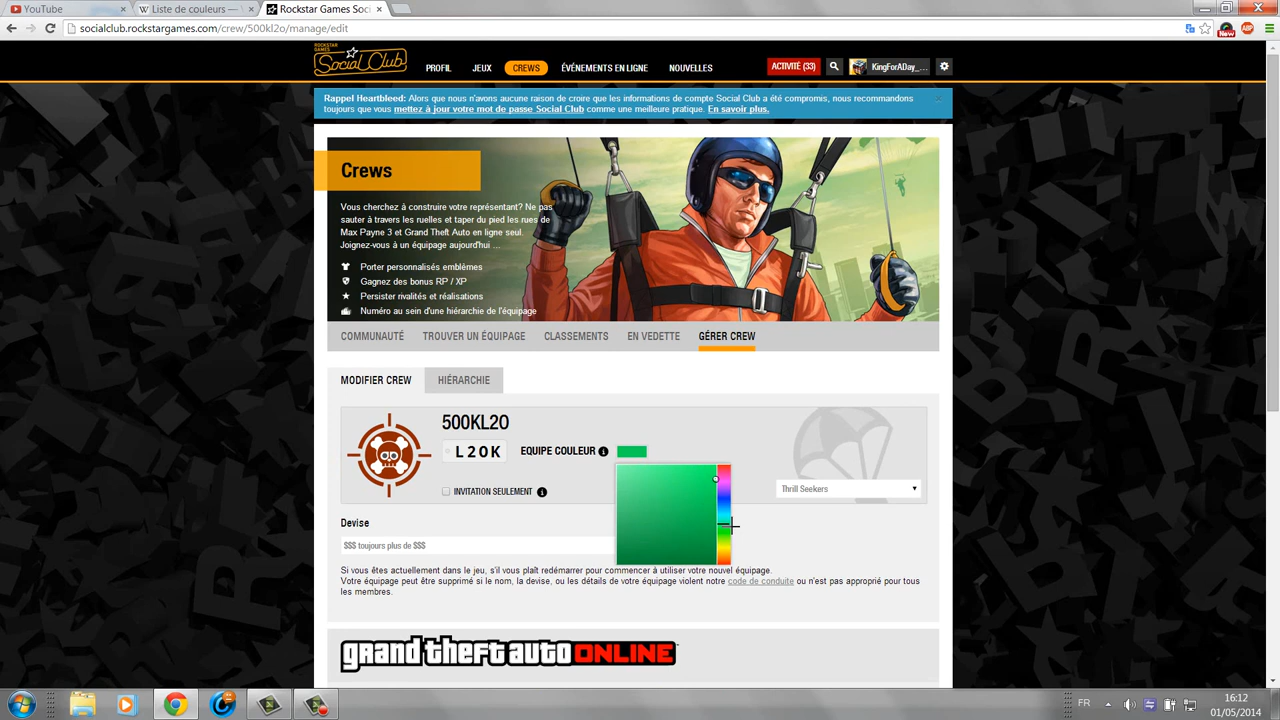 YouTube
Liste de couleurs —
Rockstar Games Soci
socialclub.rockstargames.com/crew/500kl2o/manage/edit
New
ABP
ROCKSTAR GAMES
Social Club
PROFIL
JEUX
CREWS
ÉVÉNEMENTS EN LIGNE
NOUVELLES
ACTIVITÉ (33)
KingForADay_...
Rappel Heartbleed: Alors que nous n'avons aucune raison de croire que les informations de compte Social Club a été compromis, nous recommandons
toujours que vous mettez à jour votre mot de passe Social Club comme une meilleure pratique. En savoir plus.
Crews
Vous cherchez à construire votre représentant? Ne pas
sauter à travers les ruelles et taper du pied les rues de
Max Payne 3 et Grand Theft Auto en ligne seul.
Joignez-vous à un équipage aujourd'hui ...
Porter personnalisés emblèmes
Gagnez des bonus RP / XP
Persister rivalités et réalisations
Numéro au sein d'une hiérarchie de l'équipage
COMMUNAUTÉ
TROUVER UN ÉQUIPAGE
CLASSEMENTS
EN VEDETTE
GÉRER CREW
MODIFIER CREW
HIÉRARCHIE
500KL2O
L2OK
EQUIPE COULEUR
INVITATION SEULEMENT
Thrill Seekers
Devise
$$$ toujours plus de $$$
Si vous êtes actuellement dans le jeu, s'il vous plaît redémarrer pour commencer à utiliser votre nouvel équipage.
Votre équipage peut être supprimé si le nom, la devise, ou les détails de votre équipage violent notre code de conduite ou n'est pas approprié pour tous
les membres.
grand theft auto ONLINE
FR
16:12
01/05/2014